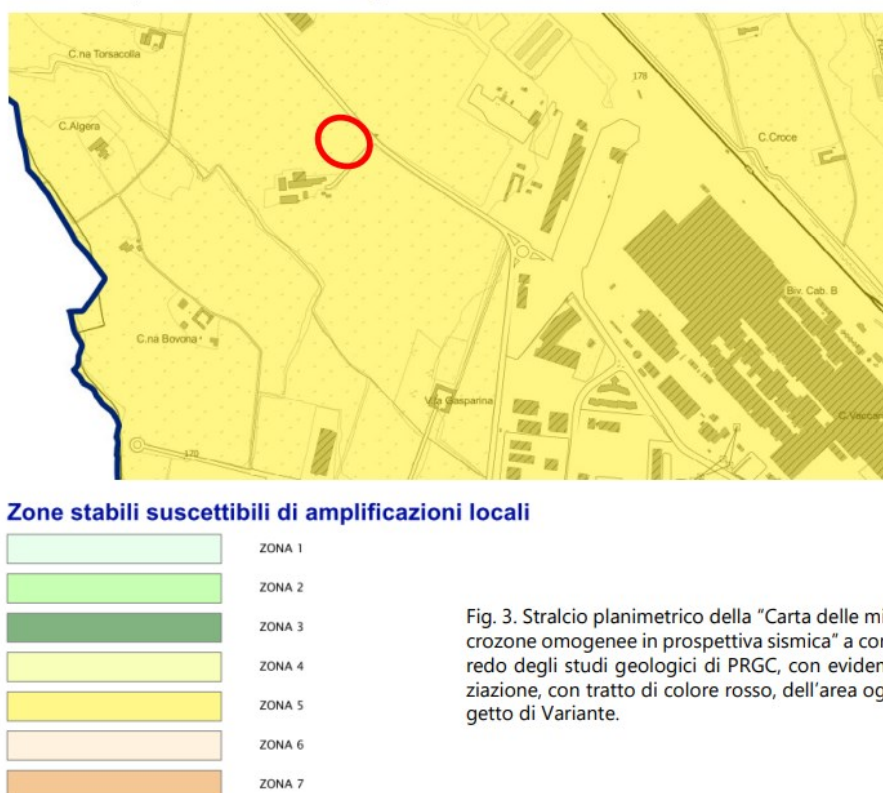 C.na Torsacolla
178
C.Algera
C.Croce
Biv. Cab. B
C.na Bovona
V.la Gasparina
C.Vaccar
170
Zone stabili suscettibili di amplificazioni locali
ZONA 1
ZONA 2
ZONA 3
ZONA 4
ZONA 5
ZONA 6
ZONA 7
Fig. 3. Stralcio planimetrico della “Carta delle mi
crozone omogenee in prospettiva sismica” a cor
redo degli studi geologici di PRGC, con eviden
ziazione, con tratto di colore rosso, dell’area og
getto di Variante.